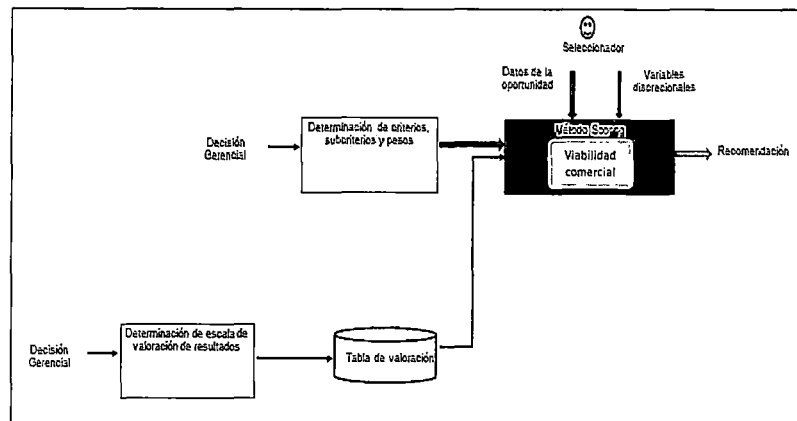 Seleccionador
Datos de la
oportunidad
Variables
discrecionales
Determinación de criterios,
subcriterios y pesos
Decisión
Gerencial
Método Scoring
Viabilidad
comercial
Recomendación
Determinación de escala de
valoración de resultados
Decisión
Gerencial
Tabla de valoración